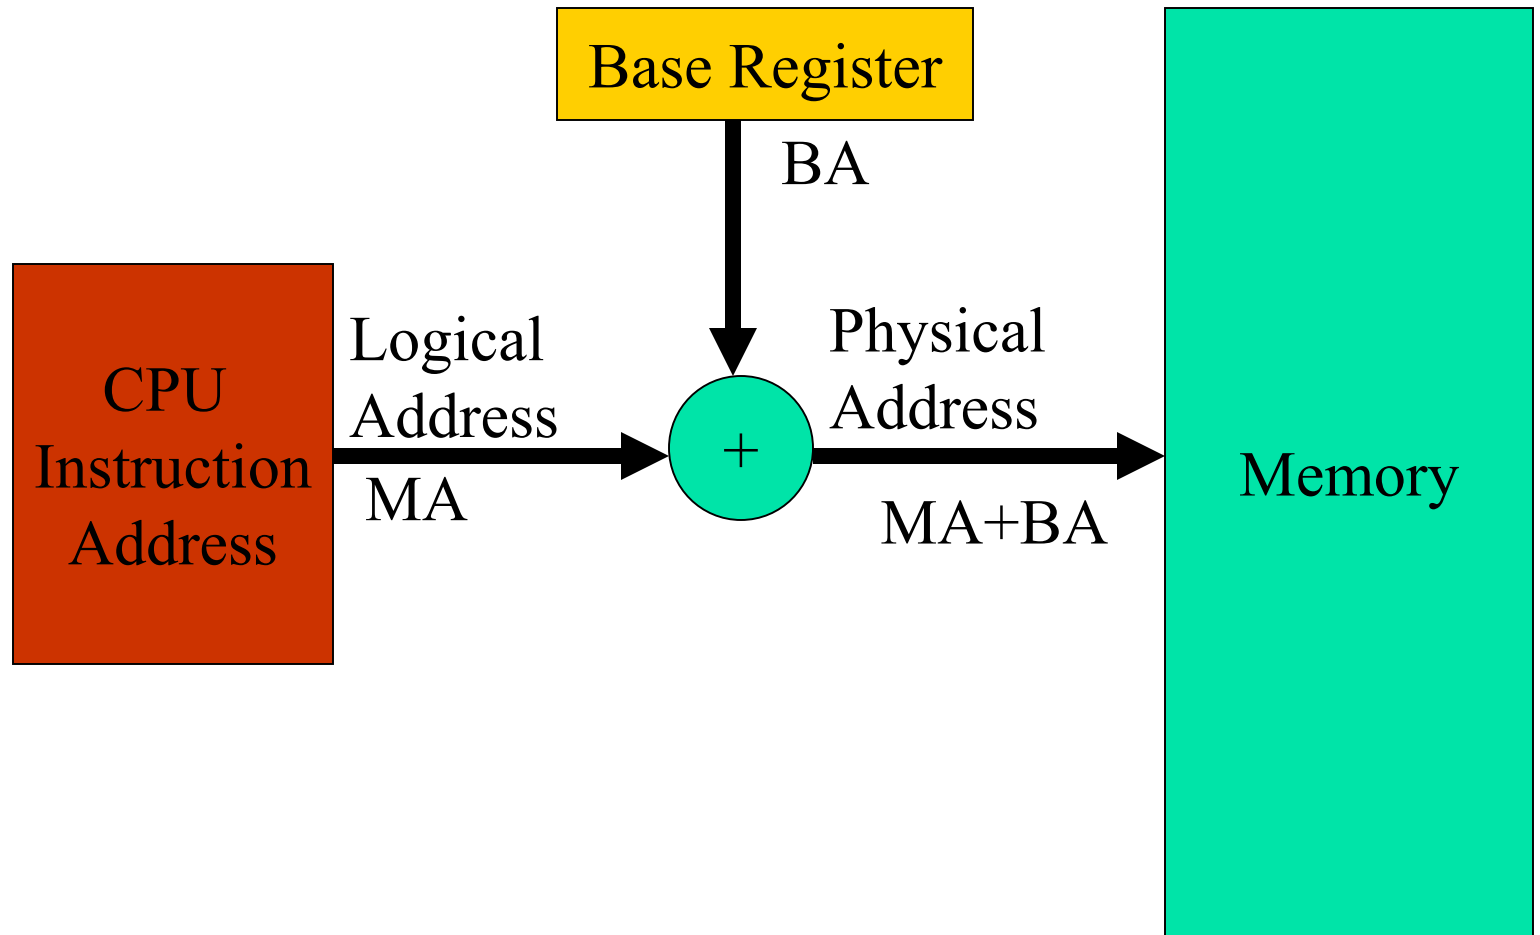 Base Register
BA
CPU
Instruction
Address
Logical
Address
MA
+
Physical
Address
MA+BA
Memory